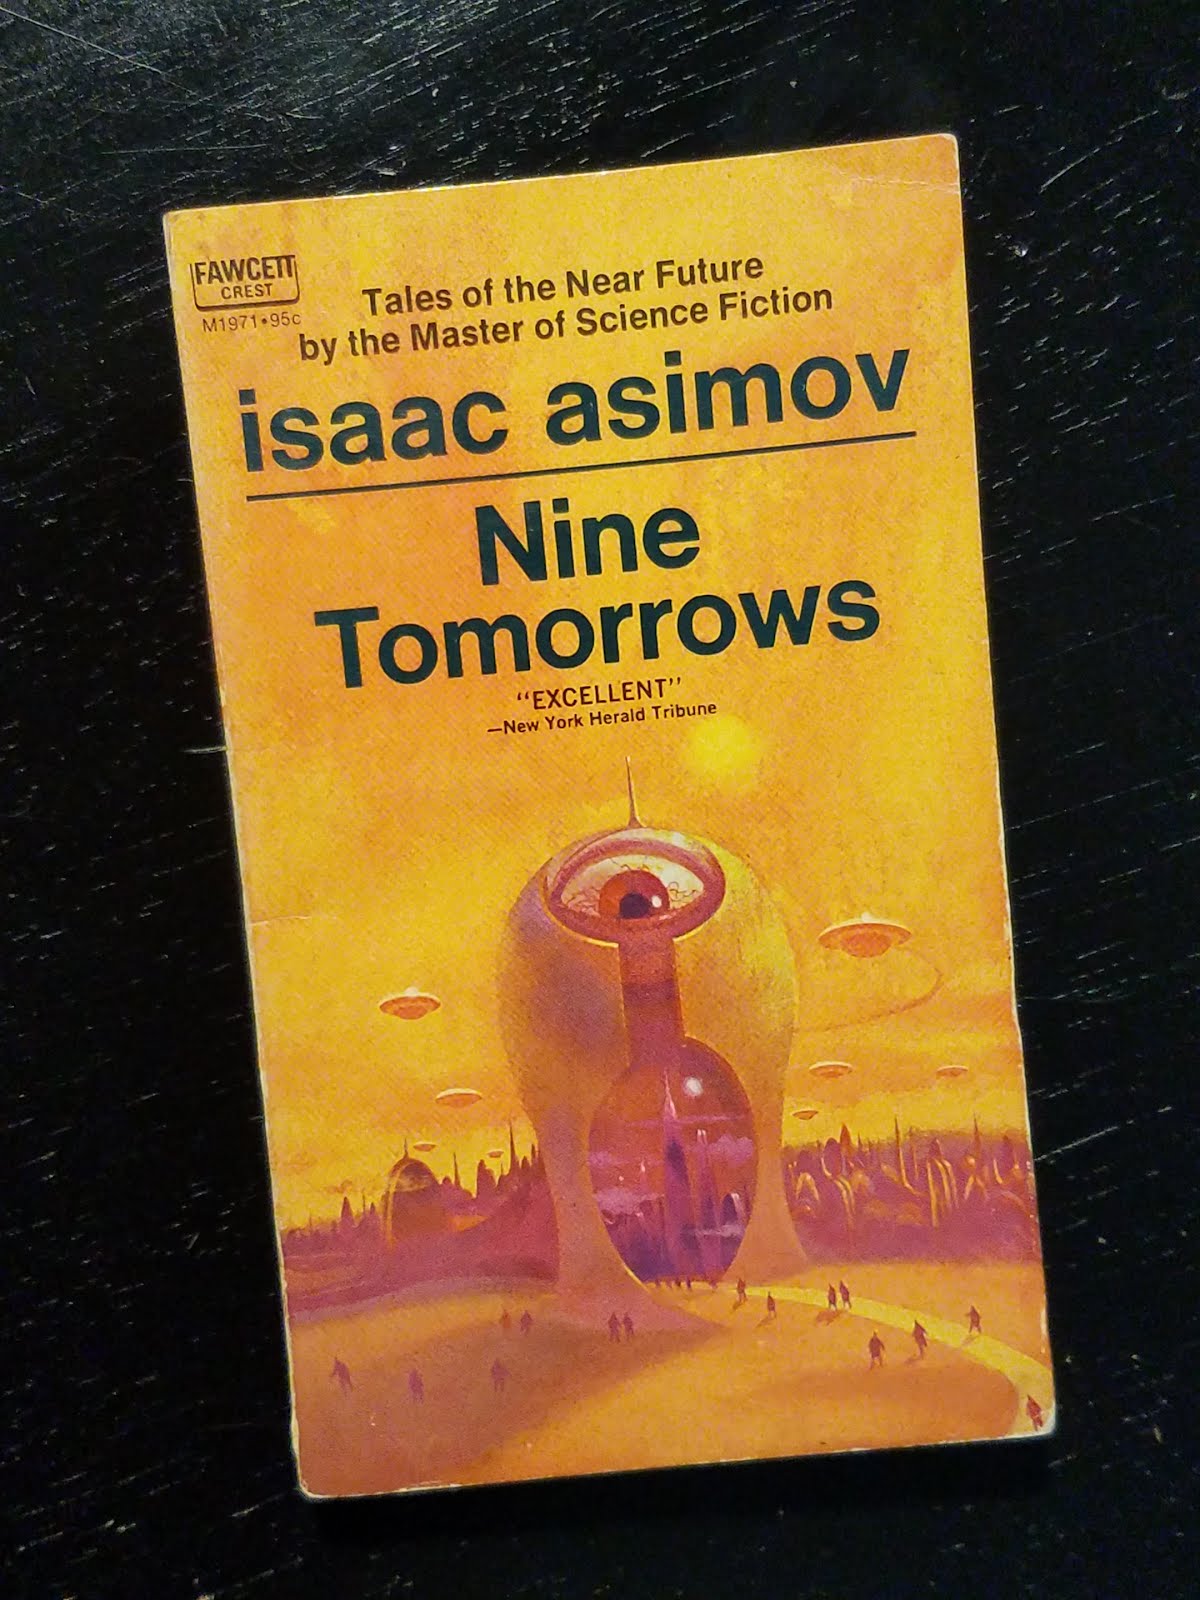 FAWCETT
CREST
M1971•95c
Tales of the Near Future
by the Master of Science Fiction
isaac asimov
Nine
Tomorrows
“EXCELLENT”
—New York Herald Tribune